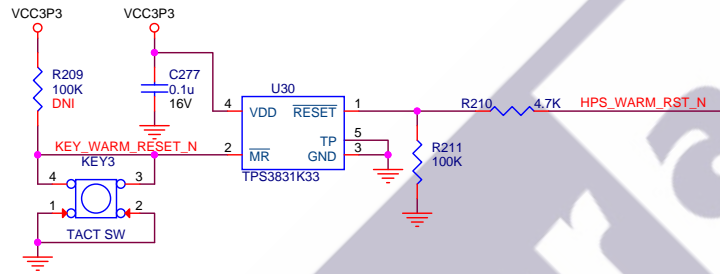 VCC3P3
VCC3P3
R209
100K
DNI
C277
0.1u
16V
U30
4
VDD
RESET
1
R210
4.7K
HPS_WARM_RST_N
TP
5
R211
100K
KEY_WARM_RESET_N
2
MR
GND
3
KEY3
TPS3831K33
4
3
1
2
TACT SW